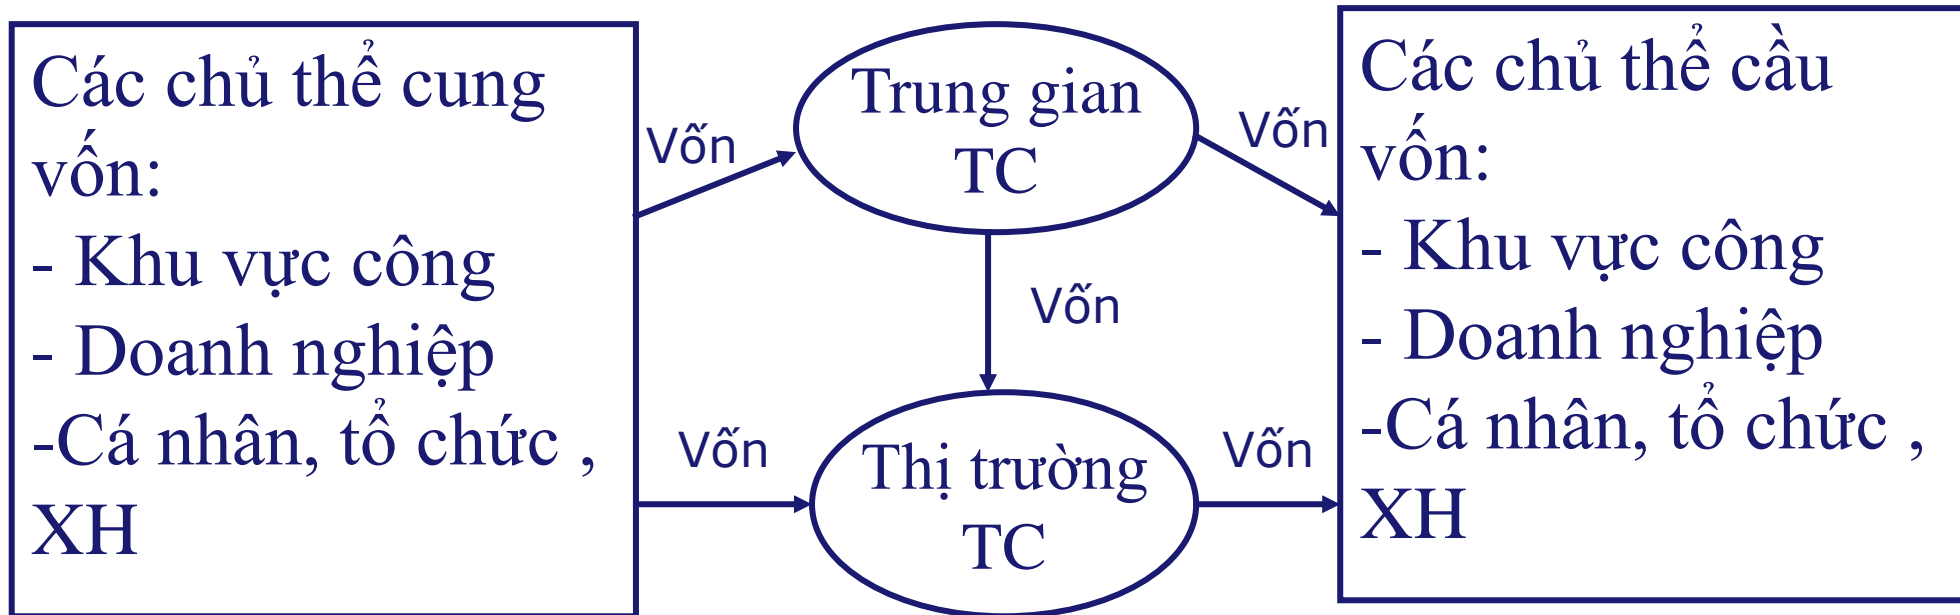 Các chủ thể cung
vốn:
- Khu vực công
- Doanh nghiệp
-Cá nhân, tổ chức ,
XH
Vốn
Vốn
Trung gian
TC
Vốn
Thị trường
TC
Vốn
Vốn
Các chủ thể cầu
vốn:
- Khu vực công
- Doanh nghiệp
-Cá nhân, tổ chức ,
XH